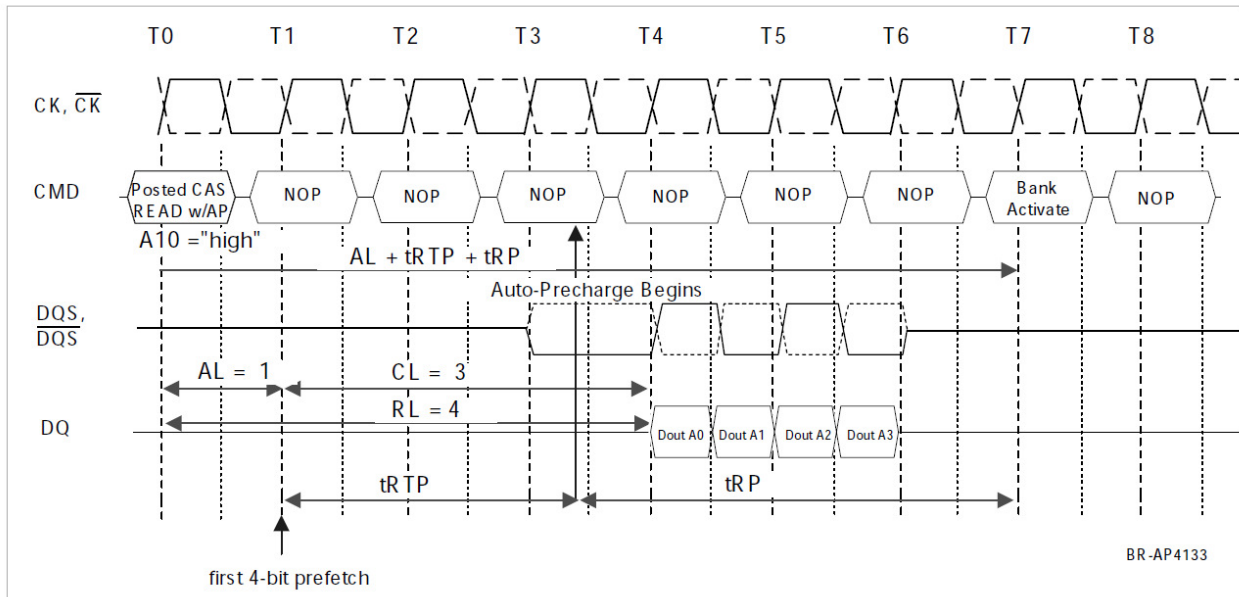 T0 T1 T2 T3 T4 T5 T6 T7 T8
CK, CK
CMD
Posted CAS
READ w/AP
NOP NOP NOP NOP NOP NOP
Bank
Activate
NOP
A10 ="high"
AL + tRTP + tRP
Auto-Precharge Begins
DQS,
DQS
AL = 1
CL = 3
RL = 4
DQ
Dout A0 Dout A1 Dout A2 Dout A3
tRTP
tRP
first 4-bit prefetch
BR-AP4133